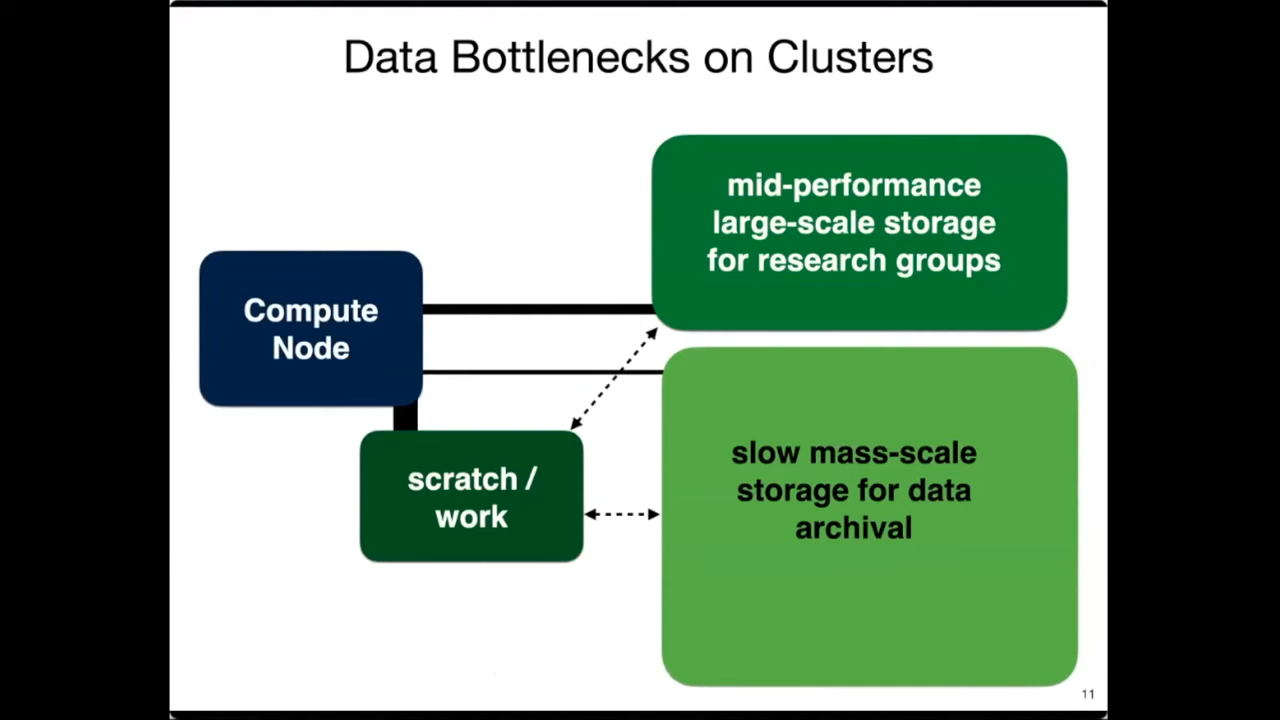 Data Bottlenecks on Clusters
mid-performance
large-scale storage
for research groups
Compute
Node
scratch /
work
slow mass-scale
storage for data
archival
11